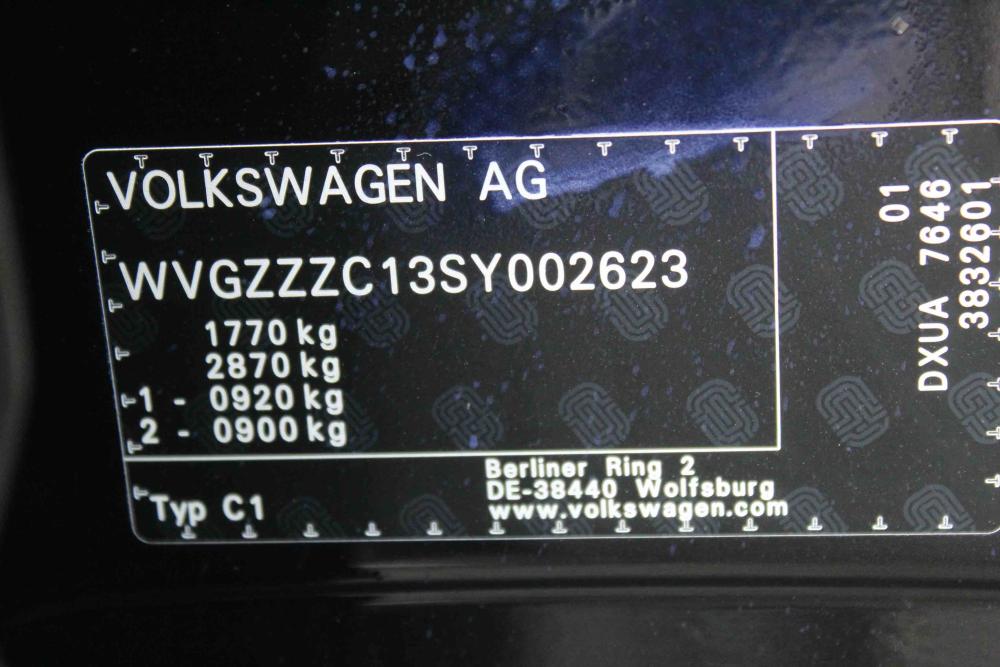 VOLKSWAGEN AG
WVGZZZC13SY002623
1770 kg
2870 kg
1 - 0920 kg
2 - 0900 kg
Typ C1
Berliner Ring 2
DE-38440 Wolfsburg
www.volkswagen.com
01
DXUA 7646
3832601